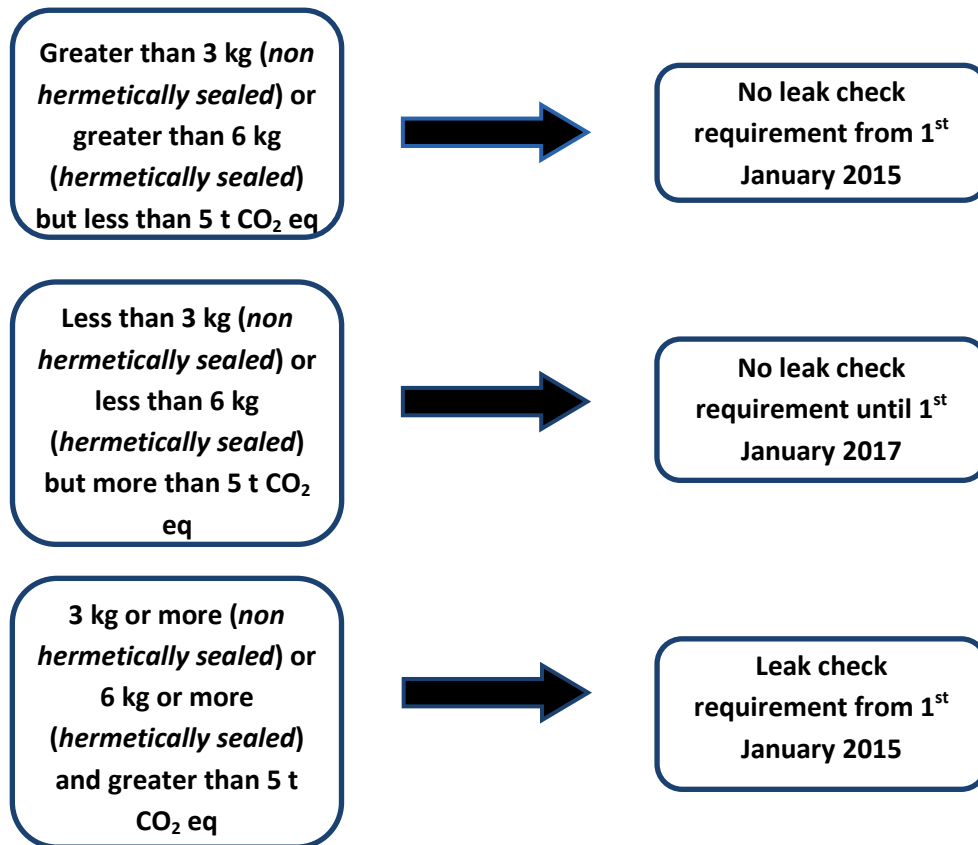 Greater than 3 kg (non
hermetically sealed) or
greater than 6 kg
(hermetically sealed)
but less than 5 t CO₂ eq
No leak check
requirement from 1st
January 2015
Less than 3 kg (non
hermetically sealed) or
less than 6 kg
(hermetically sealed)
but more than 5 t CO₂
eq
No leak check
requirement until 1st
January 2017
3 kg or more (non
hermetically sealed) or
6 kg or more
(hermetically sealed)
and greater than 5 t
CO₂ eq
Leak check
requirement from 1st
January 2015